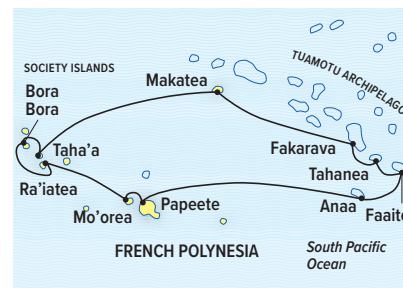 SOCIETY ISLANDS
Bora
Bora
Makatea
TUAMOTU ARCHIPELAGO
Taha'a
Ra'iatea
Fakarava
Tahanea
Mo'orea
Papeete
Anaa
FRENCH POLYNESIA
South Pacific
Ocean